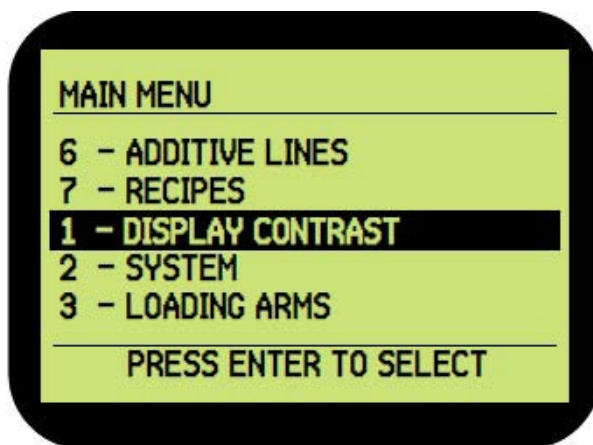 MAIN MENU
6 - ADDITIVE LINES
7 - RECIPES
1 - DISPLAY CONTRAST
2 - SYSTEM
3 - LOADING ARMS
PRESS ENTER TO SELECT